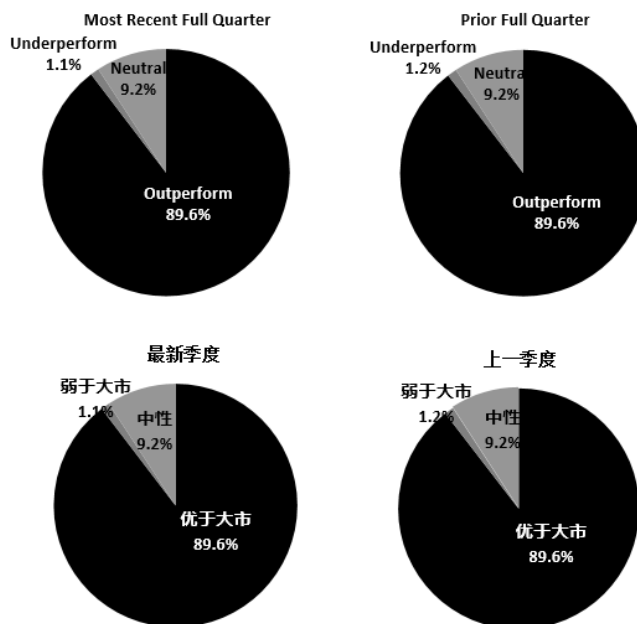 Most Recent Full Quarter
Underperform
1.1%
Neutral
9.2%
Outperform
89.6%
Prior Full Quarter
Underperform
1.2%
Neutral
9.2%
Outperform
89.6%
最新季度
弱于大市
1.1%
中性
9.2%
优于大市
89.6%
上一季度
弱于大市
1.2%
中性
9.2%
优于大市
89.6%